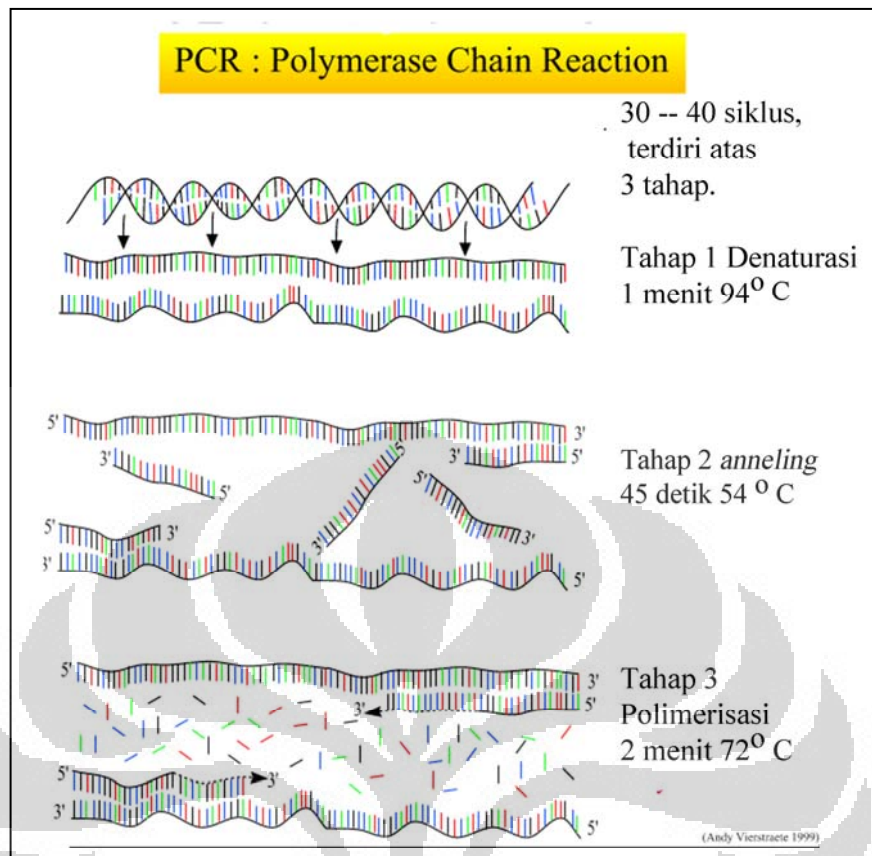 PCR : Polymerase Chain Reaction
30 -- 40 siklus,
terdiri atas
3 tahap.
Tahap 1 Denaturasi
1 menit 94° C
5'
3'
3'
5'
5'
3'
5'
Tahap 2 anneling
45 detik 54 ° C
5'
5'
3'
3'
3'
3'
5'
5'
3'
3'
5'
Tahap 3
Polimerisasi
2 menit 72° C
5'
3'
3'
5'
(Andy Vierstraete 1999)